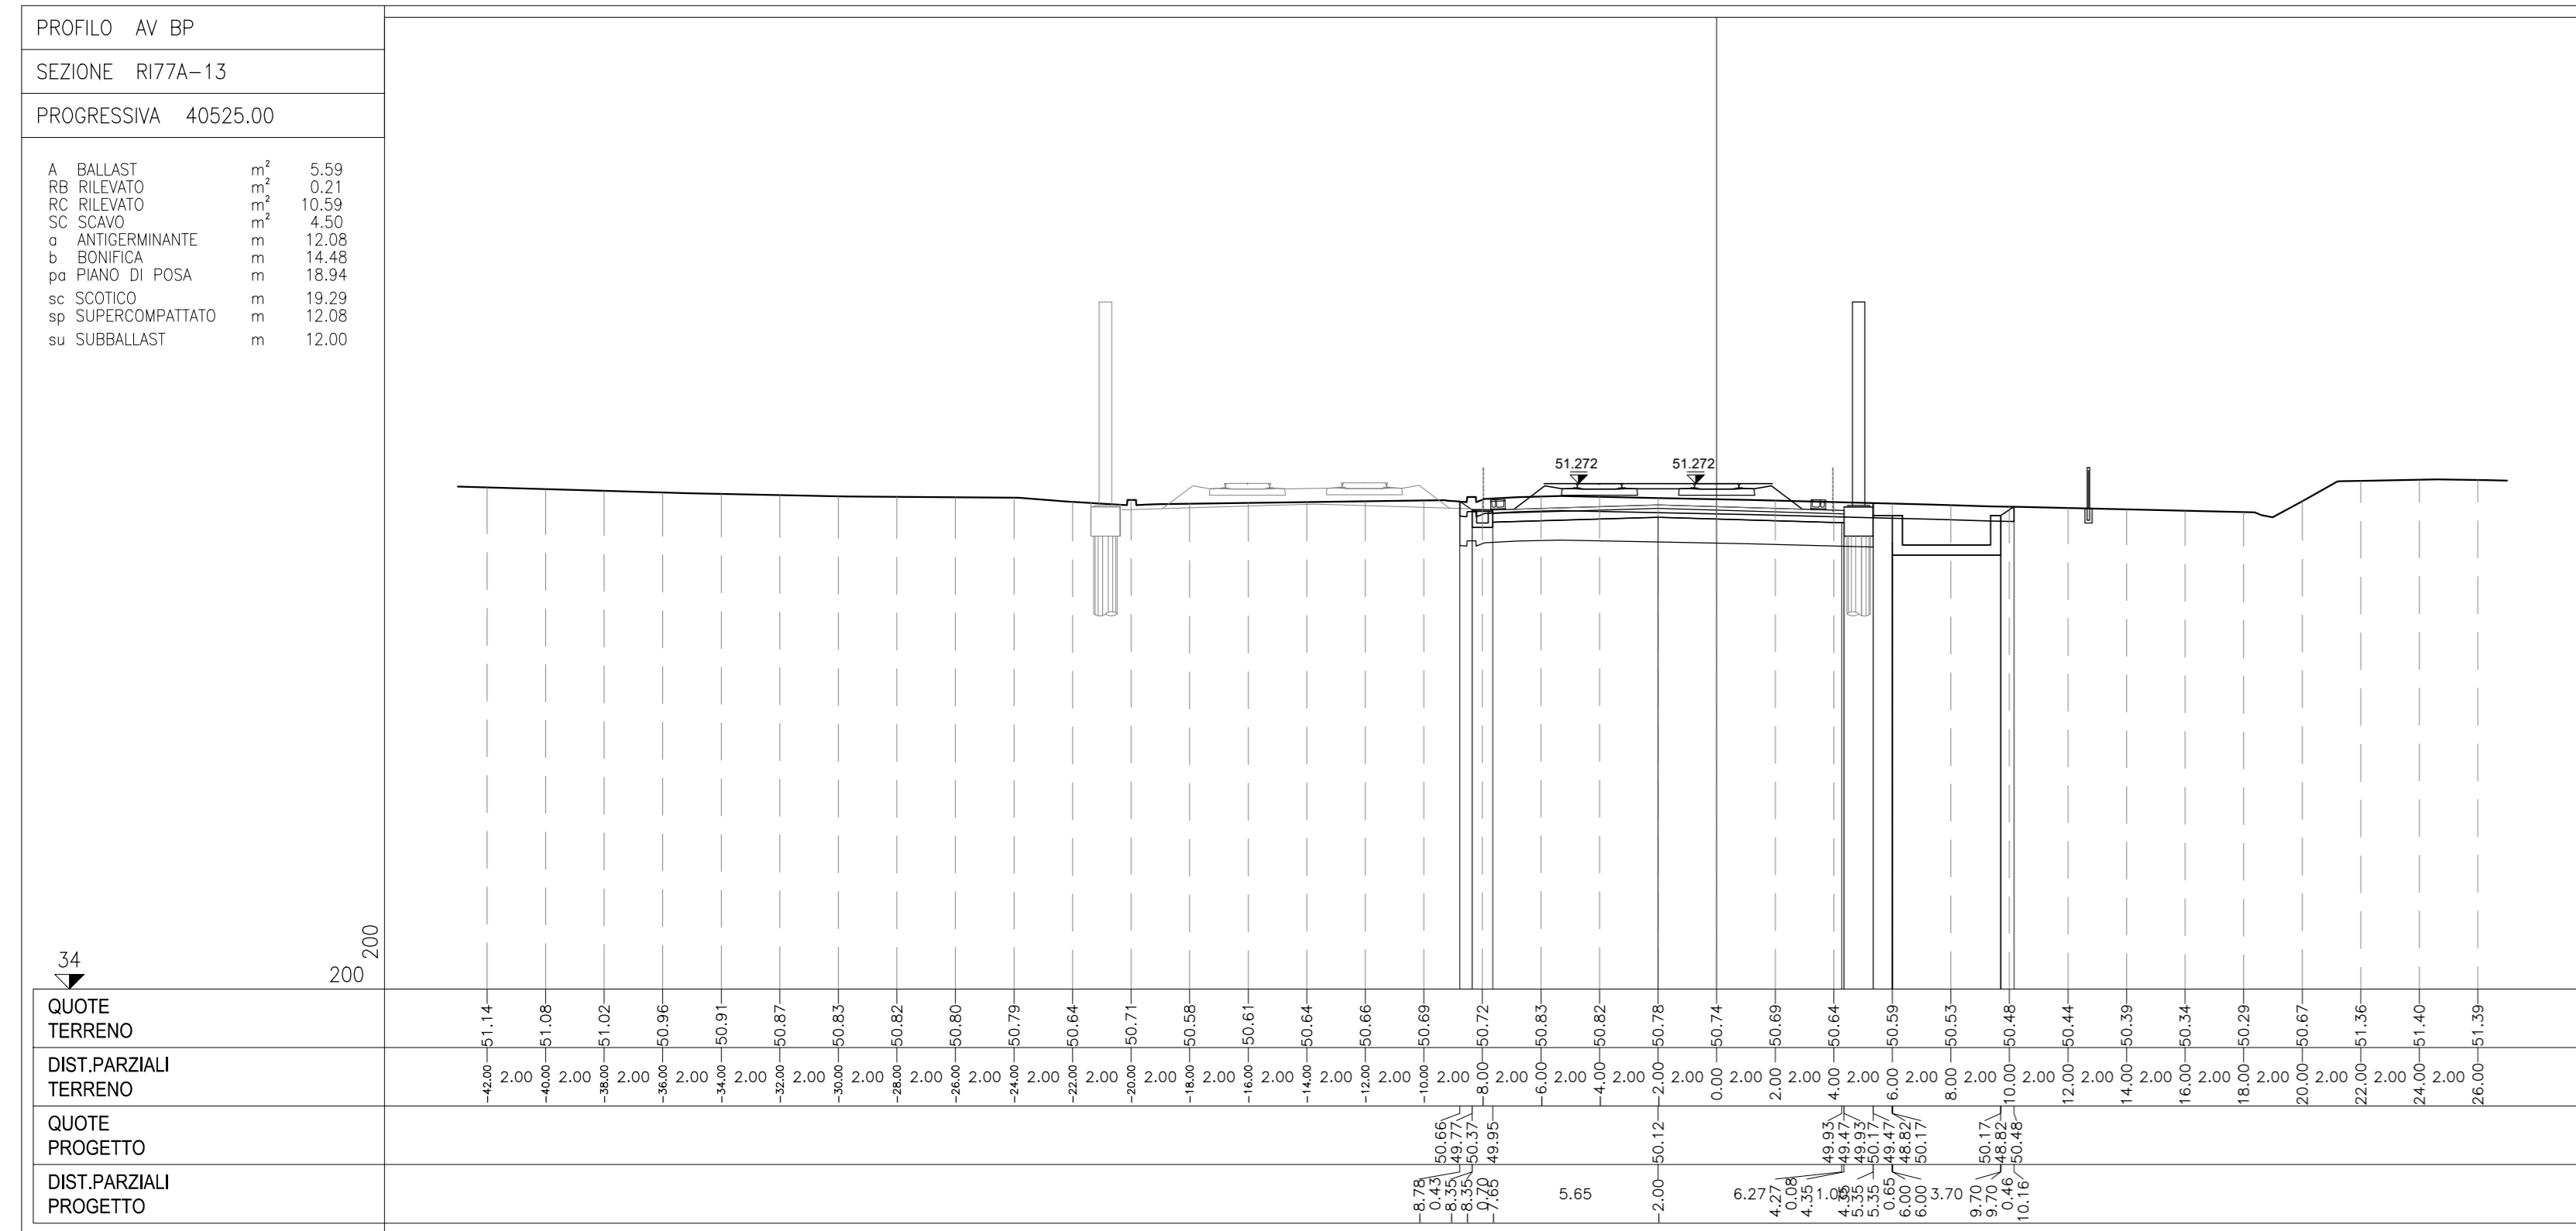 PROFILO AV BP
SEZIONE RI77A-13
PROGRESSIVA 40525.00
A BALLAST m² 5.59
RB RILEVATO m² 0.21
RC RILEVATO m² 10.59
SC SCAVO m² 4.50
a ANTIGERMINANTE m 12.08
b BONIFICA m 14.48
pa PIANO DI POSA m 18.94
sc SCOTICO m 19.29
sp SUPERCOMPATTATO m 12.08
su SUBBALLAST m 12.00
51.272 51.272
34
200
200
QUOTE
TERRENO
51.14 51.08 51.02 50.96 50.91 50.87 50.83 50.82 50.80 50.79 50.64 50.71 50.58 50.61 50.64 50.66 50.69 50.72 50.83 50.82 50.78 50.74 50.69 50.64 50.59 50.53 50.48 50.44 50.39 50.34 50.29 50.67 51.36 51.40 51.39
DIST.PARZIALI
TERRENO
-42.00 2.00 -40.00 2.00 -38.00 2.00 -36.00 2.00 -34.00 2.00 -32.00 2.00 -30.00 2.00 -28.00 2.00 -26.00 2.00 -24.00 2.00 -22.00 2.00 -20.00 2.00 -18.00 2.00 -16.00 2.00 -14.00 2.00 -12.00 2.00 -10.00 2.00 -8.00 2.00 -6.00 2.00 -4.00 2.00 -2.00 2.00 0.00 2.00 2.00 2.00 4.00 2.00 6.00 2.00 8.00 2.00 10.00 2.00 12.00 2.00 14.00 2.00 16.00 2.00 18.00 2.00 20.00 2.00 22.00 2.00 24.00 2.00 26.00
QUOTE
PROGETTO
50.66 49.77 50.37 49.95 50.12 49.93 49.47 49.93 50.17 49.47 48.82 50.17 50.17 48.82 50.48
DIST.PARZIALI
PROGETTO
-8.78 0.43 -8.35 -8.35 0.70 -7.65 5.65 -2.00 6.27 4.27 0.08 4.35 4.35 5.35 5.35 0.65 6.00 6.00 3.70 9.70 9.70 0.46 10.16